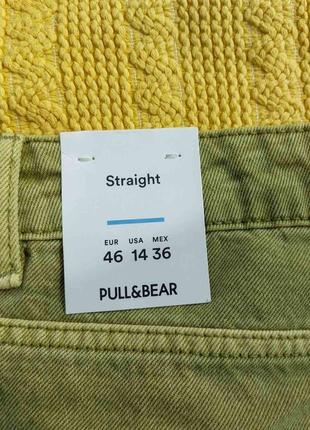 Straight
EUR USA MEX
46 14 36
PULL&BEAR